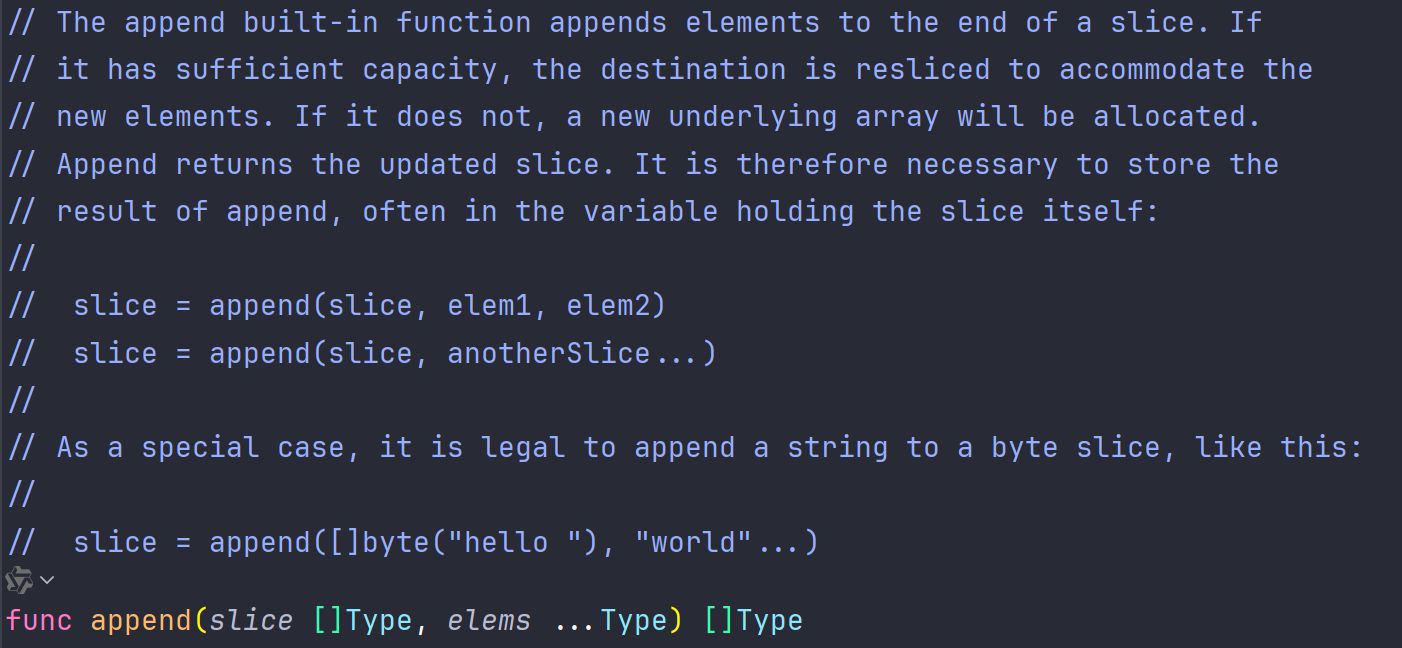 // The append built-in function appends elements to the end of a slice. If
// it has sufficient capacity, the destination is resliced to accommodate the
// new elements. If it does not, a new underlying array will be allocated.
// Append returns the updated slice. It is therefore necessary to store the
// result of append, often in the variable holding the slice itself:
//
//  slice = append(slice, elem1, elem2)
//  slice = append(slice, anotherSlice...)
//
// As a special case, it is legal to append a string to a byte slice, like this:
//
//  slice = append([]byte("hello "), "world"...)
func append(slice []Type, elems ...Type) []Type